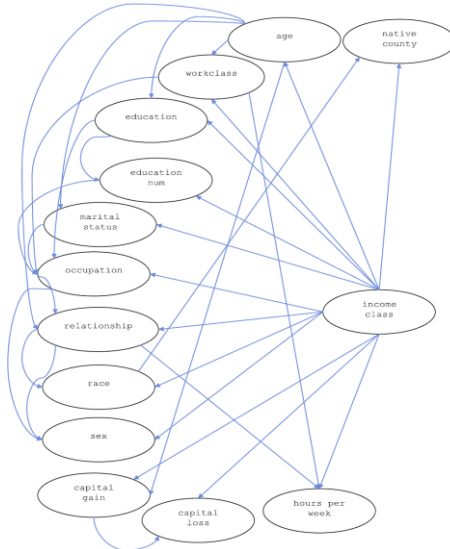 age
native
county
workclass
education
education
num
marital
status
occupation
income
class
relationship
race
sex
capital
gain
capital
loss
hours per
week